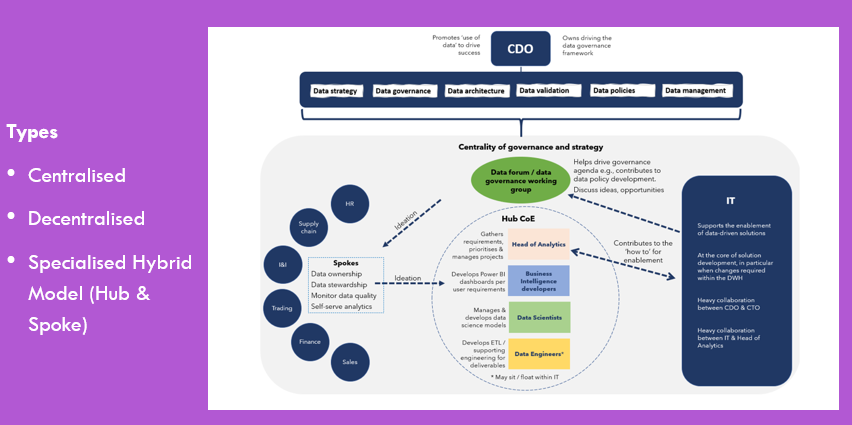 Types
• Centralised
• Decentralised
• Specialised Hybrid
Model (Hub &
Spoke)
Promotes 'use of
data' to drive
success
CDO
Owns driving the
data governance
framework
Data strategy
Data governance
Data architecture
Data validation
Data policies
Data management
Centrality of governance and strategy
Data forum / data
governance working
group
Helps drive governance
agenda e.g., contributes to
data policy development.
Discuss ideas, opportunities
HR
Supply
chain
I&I
Trading
Finance
Sales
Ideation
Spokes
Data ownership
Data stewardship
Monitor data quality
Self-serve analytics
Ideation
Hub CoE
Gathers
requirements,
prioritises &
manages projects
Head of Analytics
Develops Power BI
dashboards per
user requirements
Business
Intelligence
developers
Manages &
develops data
science models
Data Scientists
Develops ETL /
supporting
engineering for
deliverables
Data Engineers*
* May sit / float within IT
Contributes to the
'how to' for
enablement
IT
Supports the enablement
of data-driven solutions
At the core of solution
development, in particular
when changes required
within the DWH
Heavy collaboration
between CDO & CTO
Heavy collaboration
between IT & Head of
Analytics